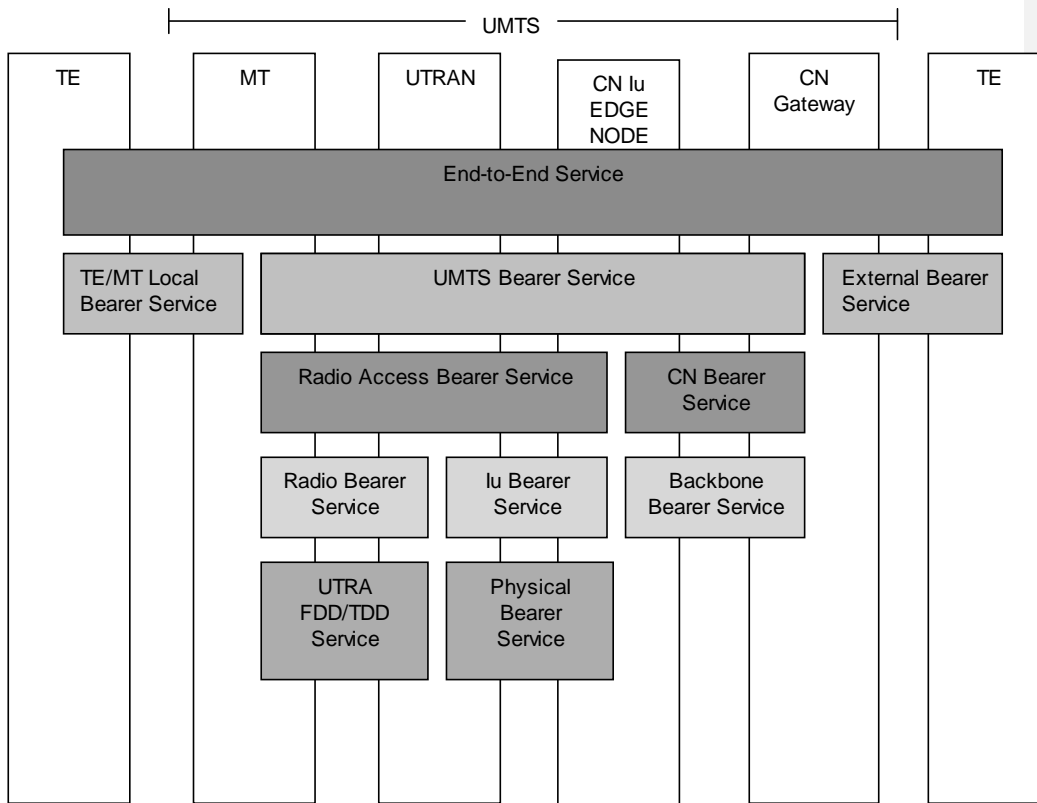 UMTS
TE
MT
UTRAN
CN Iu
EDGE
NODE
CN
Gateway
TE
End-to-End Service
TE/MT Local
Bearer Service
UMTS Bearer Service
External Bearer
Service
Radio Access Bearer Service
CN Bearer
Service
Radio Bearer
Service
Iu Bearer
Service
Backbone
Bearer Service
UTRA
FDD/TDD
Service
Physical
Bearer
Service